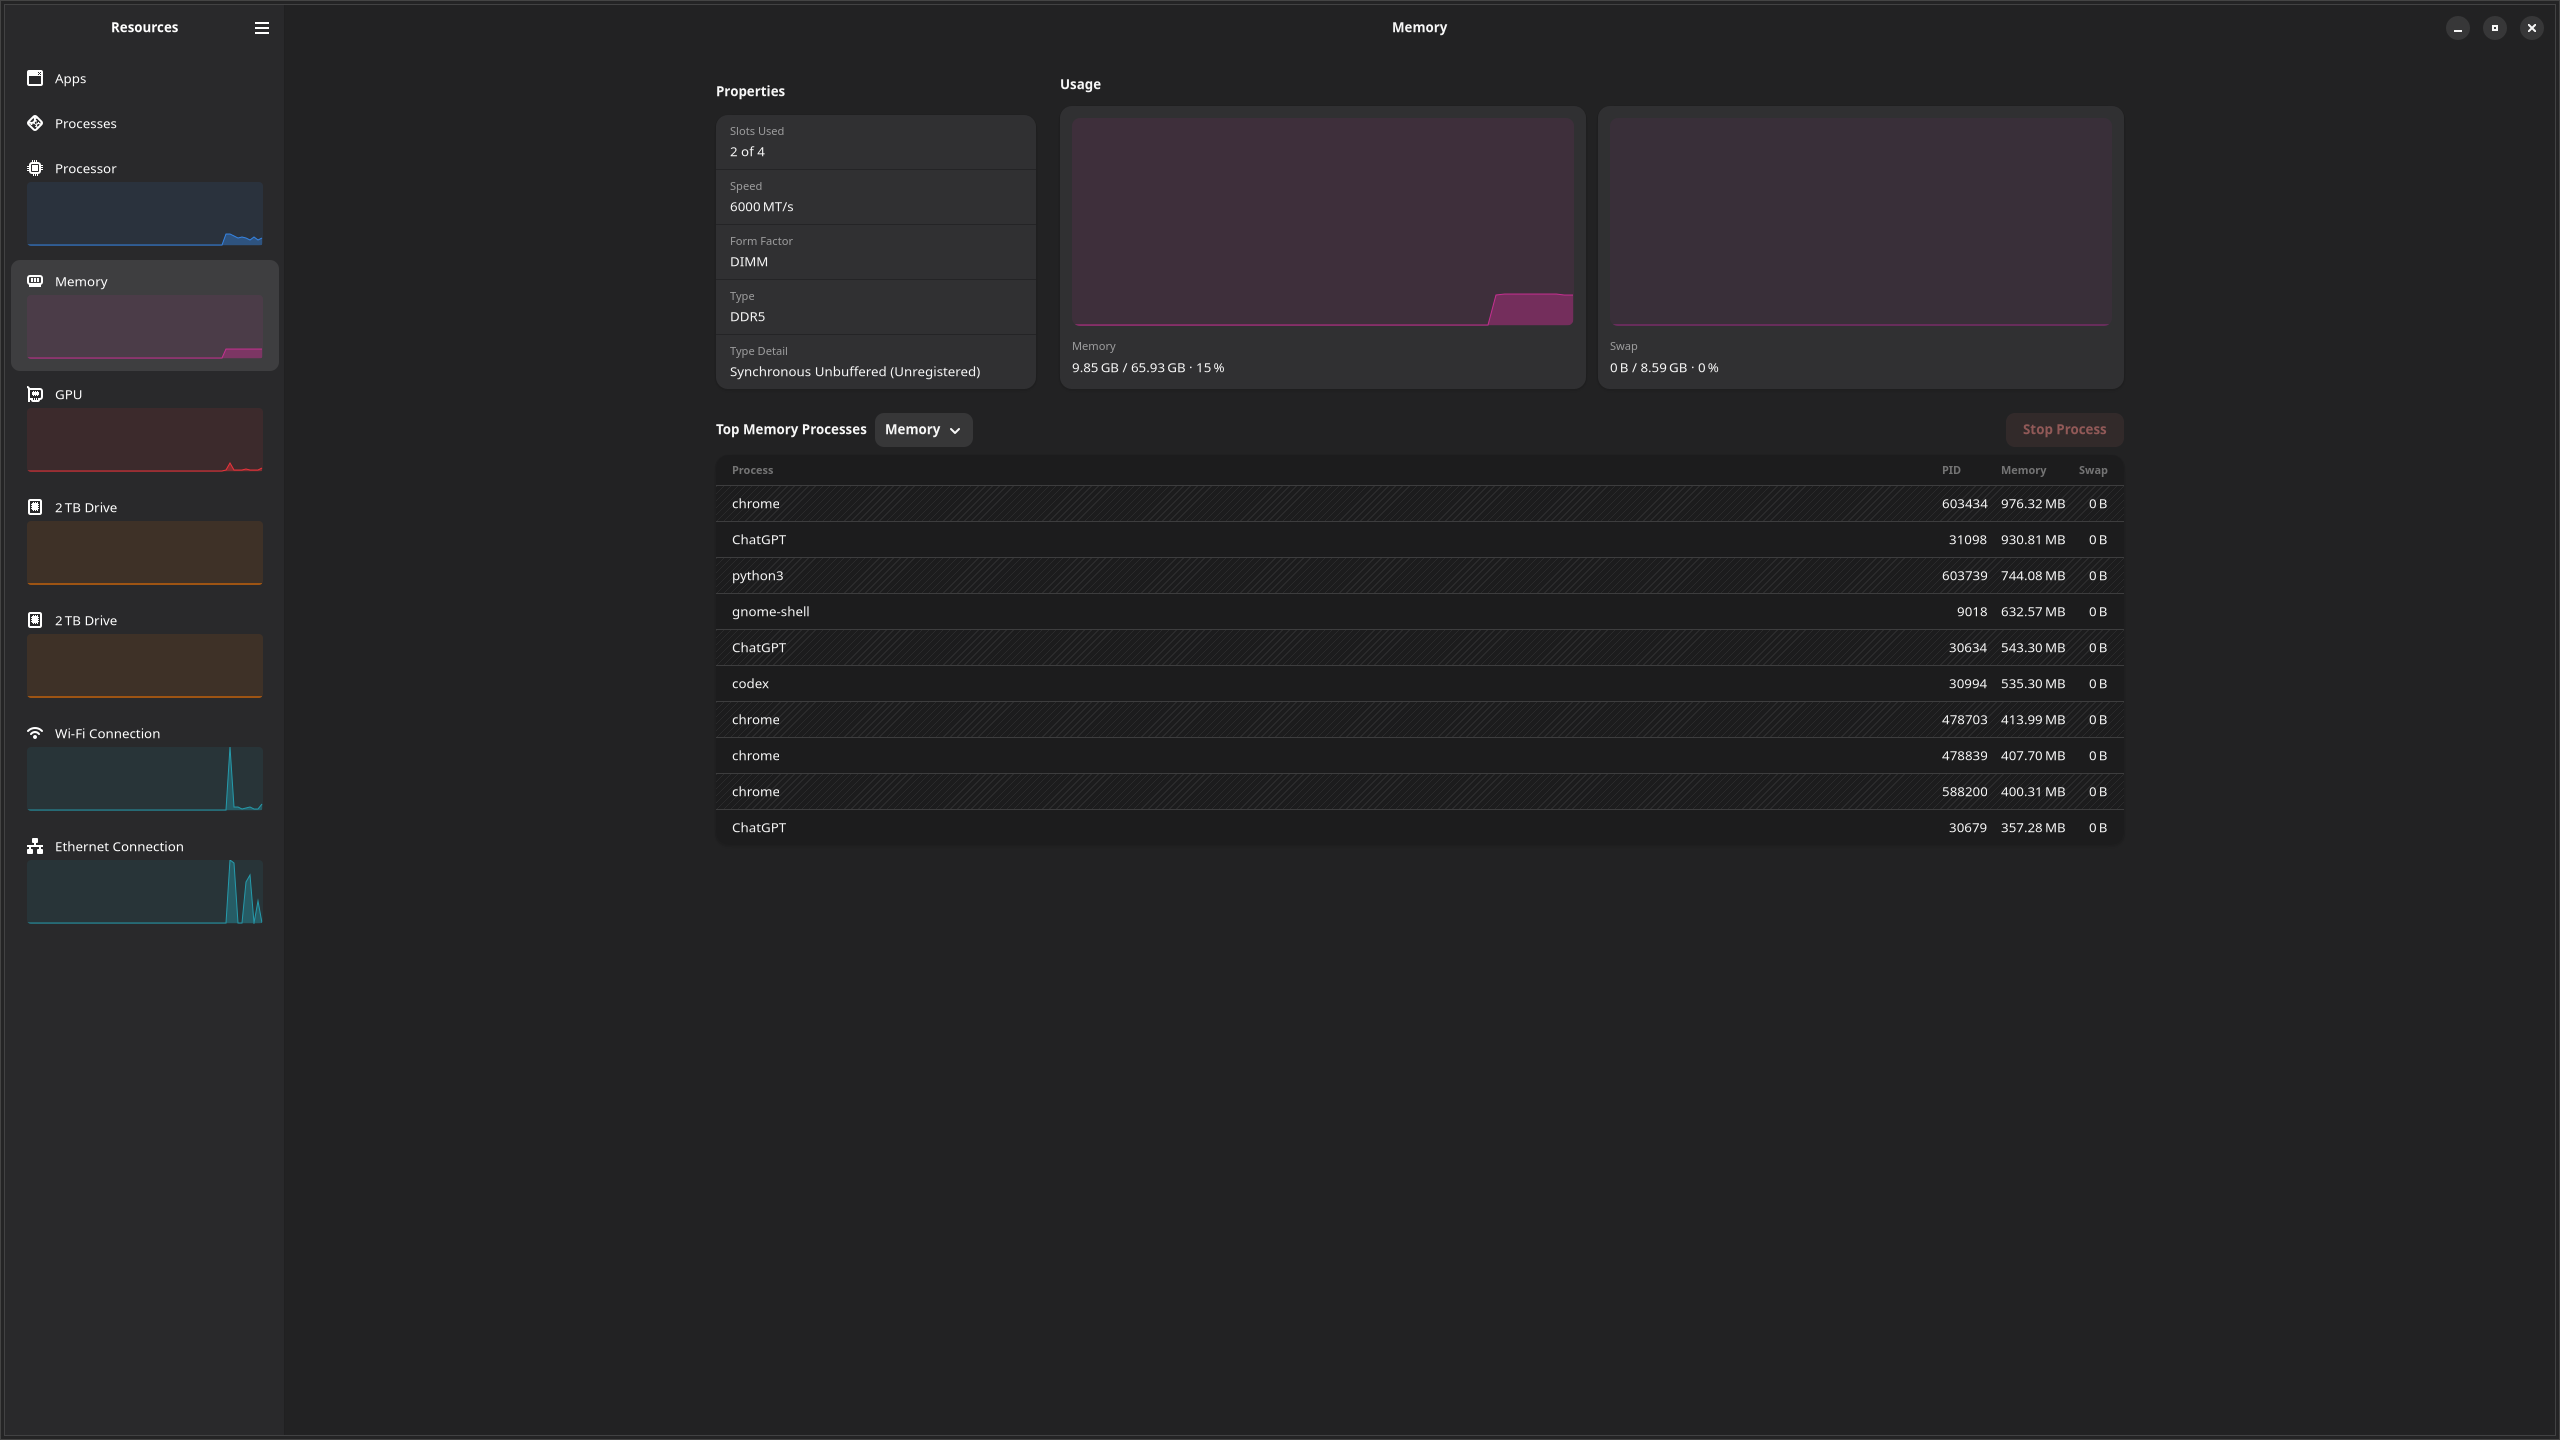 Resources
Memory
Apps
Processes
Processor
Memory
GPU
2 TB Drive
2 TB Drive
Wi-Fi Connection
Ethernet Connection
Properties
Slots Used
2 of 4
Speed
6000 MT/s
Form Factor
DIMM
Type
DDR5
Type Detail
Synchronous Unbuffered (Unregistered)
Usage
Memory
9.85 GB / 65.93 GB · 15 %
Swap
0 B / 8.59 GB · 0 %
Top Memory Processes Memory Stop Process
Process PID Memory Swap
chrome 603434 976.32 MB 0 B
ChatGPT 31098 930.81 MB 0 B
python3 603739 744.08 MB 0 B
gnome-shell 9018 632.57 MB 0 B
ChatGPT 30634 543.30 MB 0 B
codex 30994 535.30 MB 0 B
chrome 478703 413.99 MB 0 B
chrome 478839 407.70 MB 0 B
chrome 588200 400.31 MB 0 B
ChatGPT 30679 357.28 MB 0 B